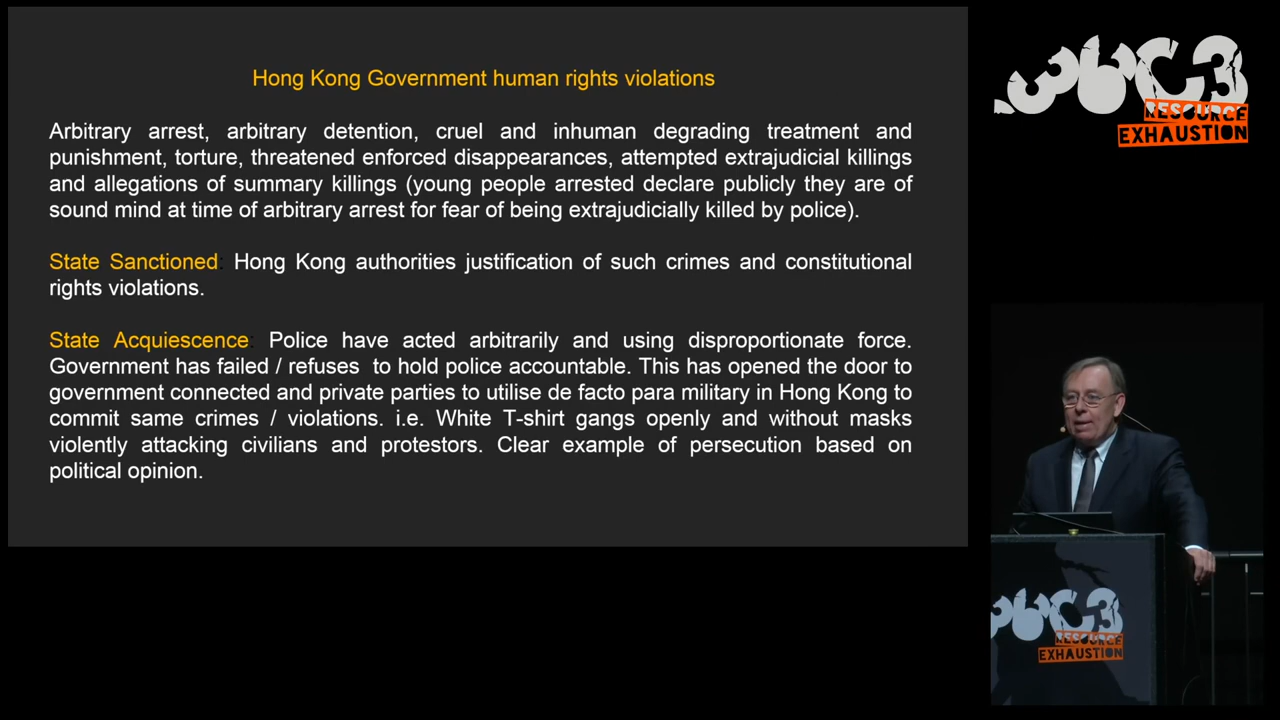 Hong Kong Government human rights violations
Arbitrary arrest, arbitrary detention, cruel and inhuman degrading treatment and
punishment, torture, threatened enforced disappearances, attempted extrajudicial killings
and allegations of summary killings (young people arrested declare publicly they are of
sound mind at time of arbitrary arrest for fear of being extrajudicially killed by police).
State Sanctioned: Hong Kong authorities justification of such crimes and constitutional
rights violations.
State Acquiescence: Police have acted arbitrarily and using disproportionate force.
Government has failed / refuses to hold police accountable. This has opened the door to
government connected and private parties to utilise de facto para military in Hong Kong to
commit same crimes / violations. i.e. White T-shirt gangs openly and without masks
violently attacking civilians and protestors. Clear example of persecution based on
political opinion.
36C3
RESOURCE
EXHAUSTION
36C3
RESOURCE
EXHAUSTION